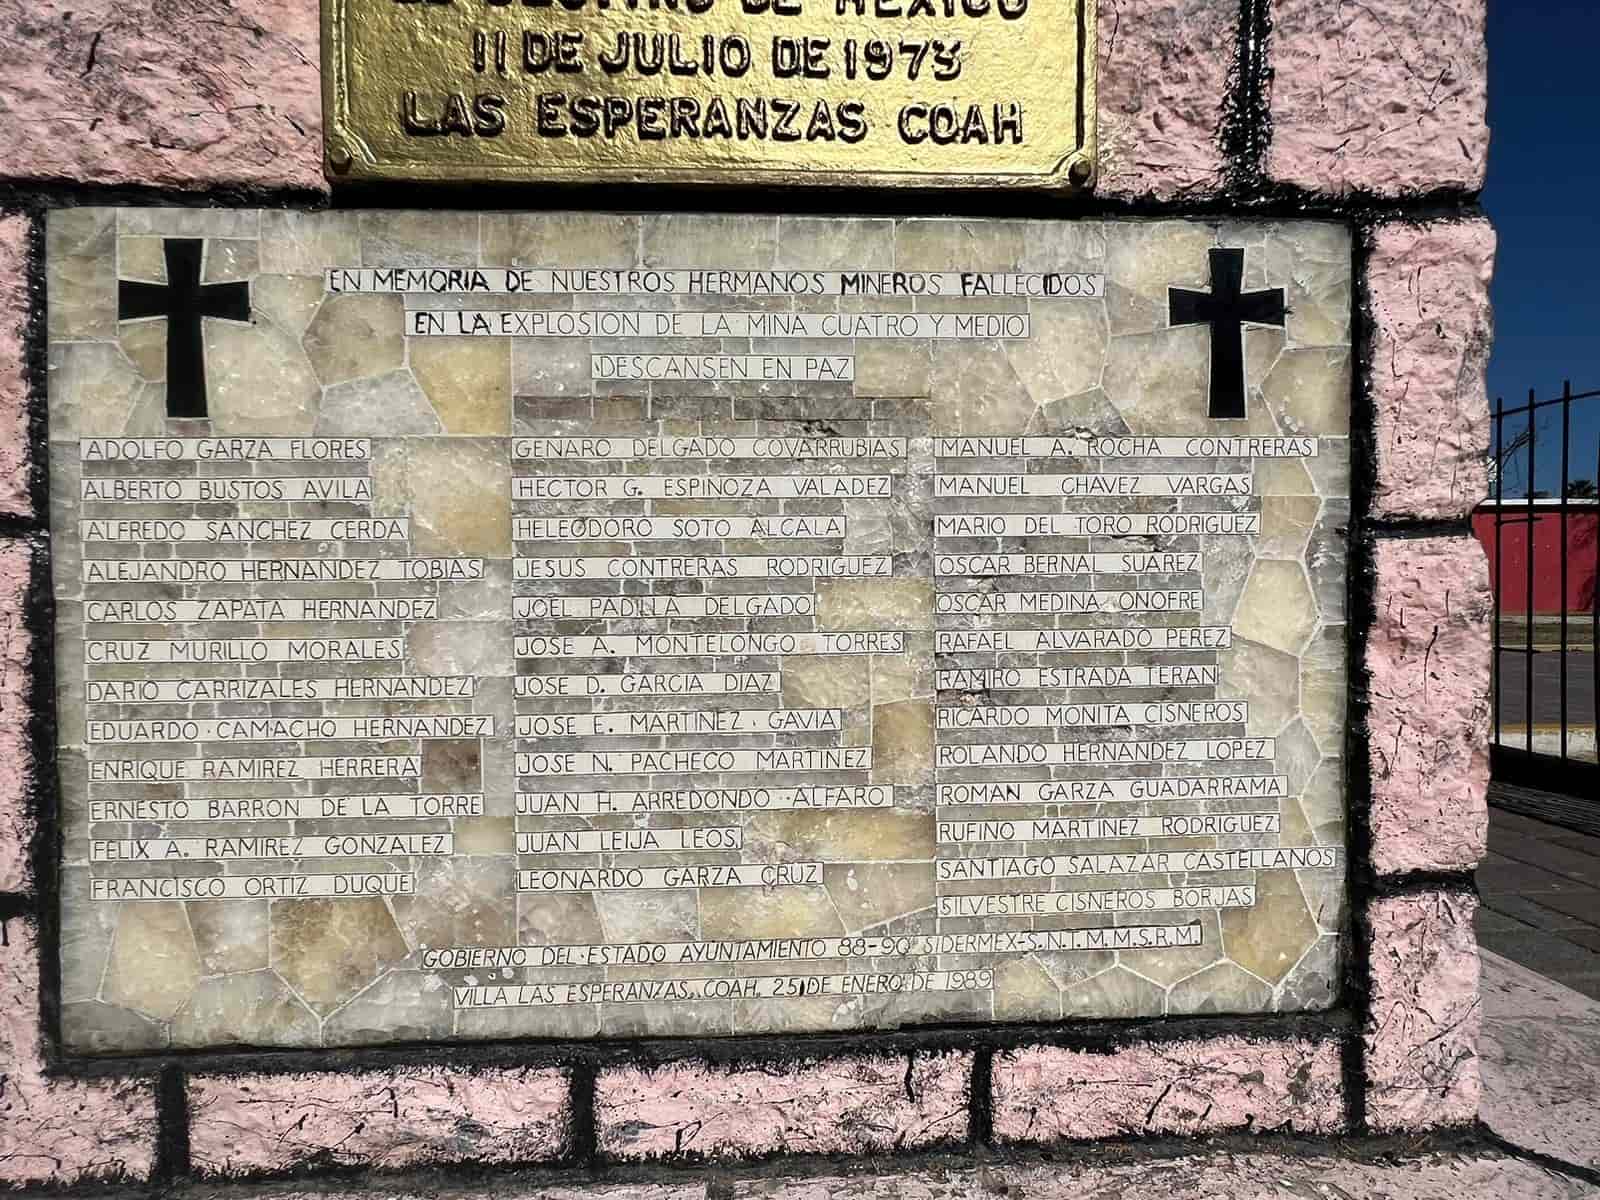 DE MEXICO
11 DE JULIO DE 1973
LAS ESPERANZAS COAH
EN MEMORIA DE NUESTROS HERMANOS MINEROS FALLECIDOS
EN LA EXPLOSION DE LA MINA CUATRO Y MEDIO
DESCANSEN EN PAZ
ADOLFO GARZA FLORES
ALBERTO BUSTOS AVILA
ALFREDO SANCHEZ CERDA
ALEJANDRO HERNANDEZ TOBIAS
CARLOS ZAPATA HERNANDEZ
CRUZ MURILLO MORALES
DARIO CARRIZALES HERNANDEZ
EDUARDO CAMACHO HERNANDEZ
ENRIQUE RAMIREZ HERRERA
ERNESTO BARRON DE LA TORRE
FELIX A. RAMIREZ GONZALEZ
FRANCISCO ORTIZ DUQUE
GENARO DELGADO COVARRUBIAS
HECTOR G. ESPINOZA VALADEZ
HELEODORO SOTO ALCALA
JESUS CONTRERAS RODRIGUEZ
JOEL PADILLA DELGADO
JOSE A. MONTELONGO TORRES
JOSE D. GARCIA DIAZ
JOSE E. MARTINEZ GAVIA
JOSE N. PACHECO MARTINEZ
JUAN H. ARREDONDO ALFARO
JUAN LEIJA LEOS
LEONARDO GARZA CRUZ
MANUEL A. ROCHA CONTRERAS
MANUEL CHAVEZ VARGAS
MARIO DEL TORO RODRIGUEZ
OSCAR BERNAL SUAREZ
OSCAR MEDINA ONOFRE
RAFAEL ALVARADO PEREZ
RAMIRO ESTRADA TERAN
RICARDO MONITA CISNEROS
ROLANDO HERNANDEZ LOPEZ
ROMAN GARZA GUADARRAMA
RUFINO MARTINEZ RODRIGUEZ
SANTIAGO SALAZAR CASTELLANOS
SILVESTRE CISNEROS BORJAS
GOBIERNO DEL ESTADO AYUNTAMIENTO 88-90 SIDERMEX-S.N.T.M.M.S.R.M.
VILLA LAS ESPERANZAS, COAH. 25 DE ENERO DE 1989